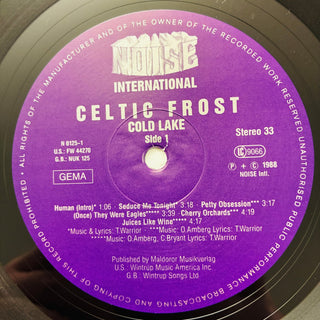 ALL RIGHTS OF THE MANUFACTURER AND OF THE OWNER OF THE RECORDED WORK RESERVED UNAUTHORISED PUBLIC PERFORMANCE BROADCASTING AND COPYING OF THIS RECORD PROHIBITED •
NOISE
INTERNATIONAL
CELTIC FROST
COLD LAKE
Side 1
Stereo 33
N 0125-1
U.S.: FW 44270
G.B.: NUK 125
LC 9066
GEMA
Ⓟ © 1988
NOISE Intl.
Human (Intro)* 1:06 · Seduce Me Tonight* 3:18 · Petty Obsession*** 3:19
(Once) They Were Eagles**** 3:39 · Cherry Orchards*** 4:17
Juices Like Wine**** 4:19
*Music & Lyrics: T.Warrior · ***Music: O.Amberg, Lyrics: T.Warrior
O.Amberg, C.Bryant Lyrics: T.Warrior
Published by Maldoror Musikverlag
U.S.: Wintrup Music America Inc.
G.B.: Wintrup Songs Ltd